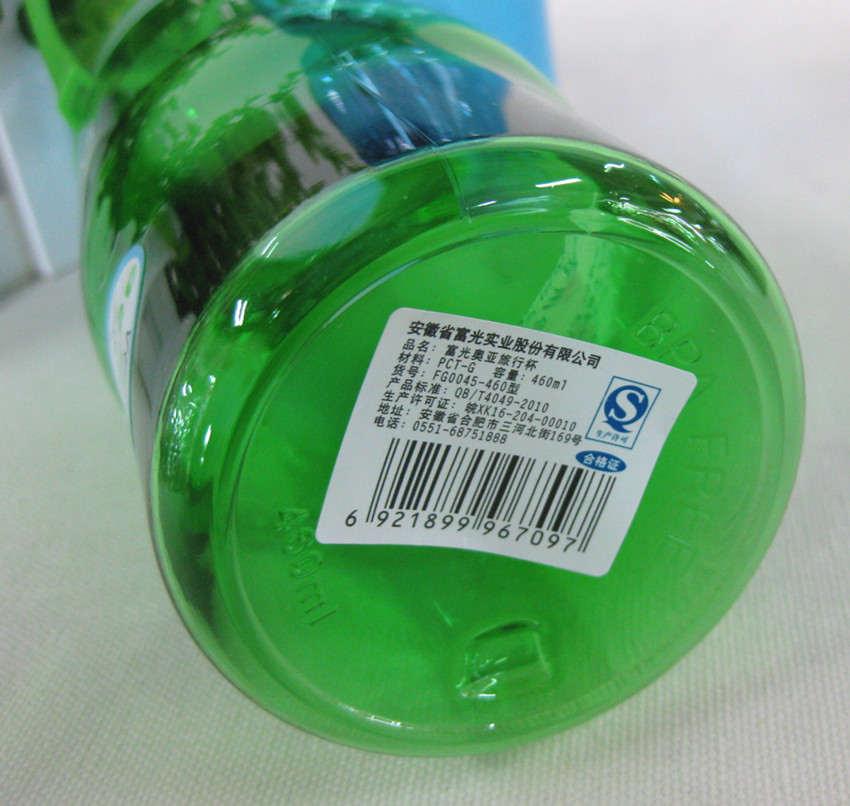 安徽省富光实业股份有限公司
品名：富光奥亚旅行杯
材料：PCT-G 容量：460ml
货号：FG0045-460型
产品标准：QB/T4049-2010
生产许可证：皖XK16-204-00010
地址：安徽省合肥市三河北街169号
电话：0551-68751888
QS
生产许可
合格证
6 921899 967097
BPA FREE
460ml